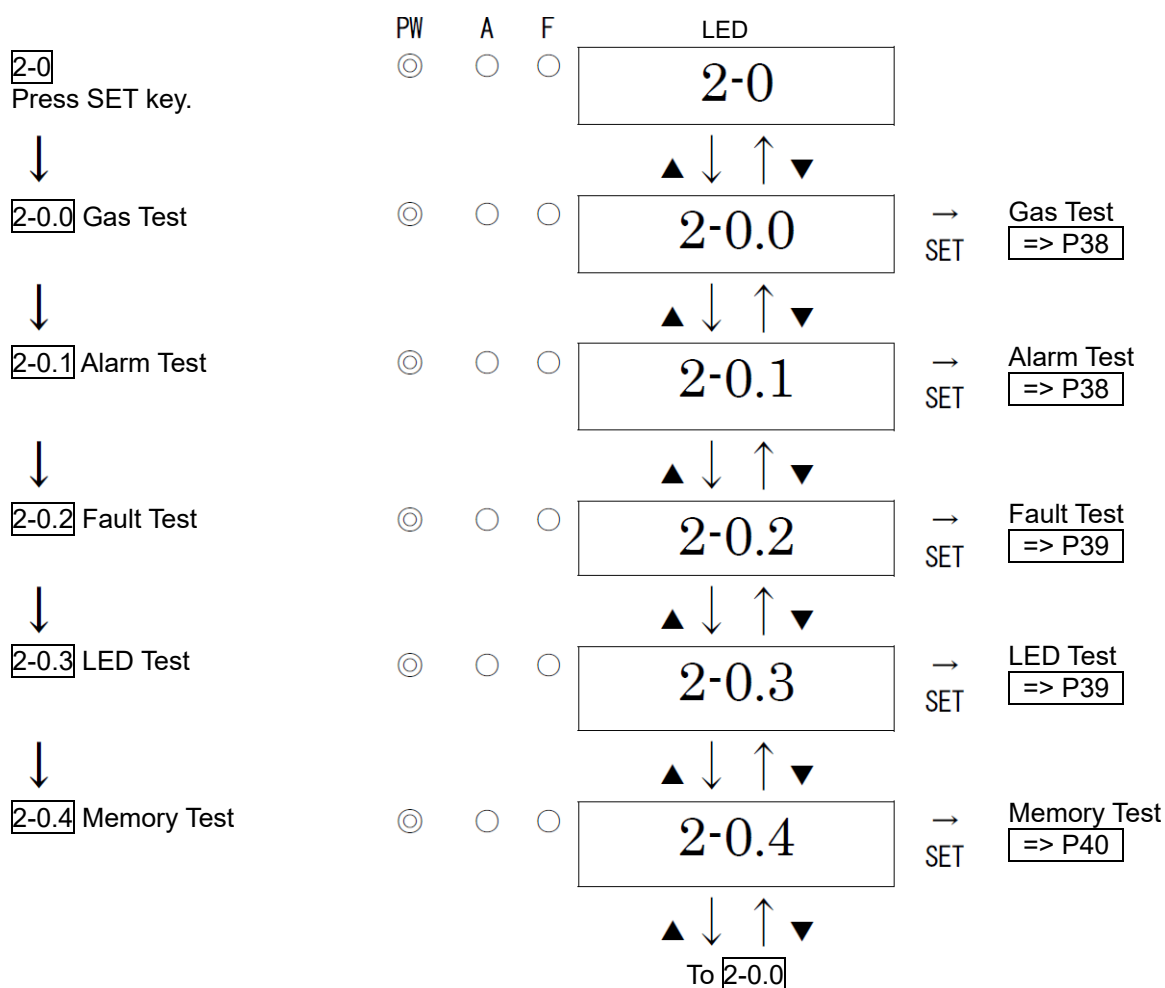 PW A F LED
2-0 ◎ ○ ○ 2-0
Press SET key.
↓ ▲ ↓ ↑ ▼
2-0.0 Gas Test ◎ ○ ○ 2-0.0 → Gas Test
SET => P38
↓ ▲ ↓ ↑ ▼
2-0.1 Alarm Test ◎ ○ ○ 2-0.1 → Alarm Test
SET => P38
↓ ▲ ↓ ↑ ▼
2-0.2 Fault Test ◎ ○ ○ 2-0.2 → Fault Test
SET => P39
↓ ▲ ↓ ↑ ▼
2-0.3 LED Test ◎ ○ ○ 2-0.3 → LED Test
SET => P39
↓ ▲ ↓ ↑ ▼
2-0.4 Memory Test ◎ ○ ○ 2-0.4 → Memory Test
SET => P40
▲ ↓ ↑ ▼
To 2-0.0